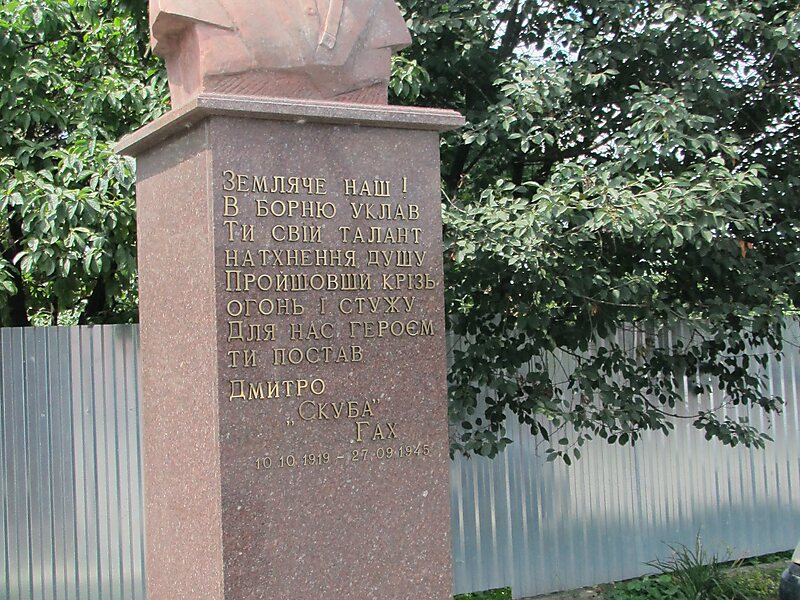 Земляче наш !
В борню уклав
Ти свій талант
натхнення душу
Пройшовши крізь
огонь і стужу
Для нас героєм
ти постав
Дмитро
"Скуба"
Гах
10.10.1919 – 27.09.1945